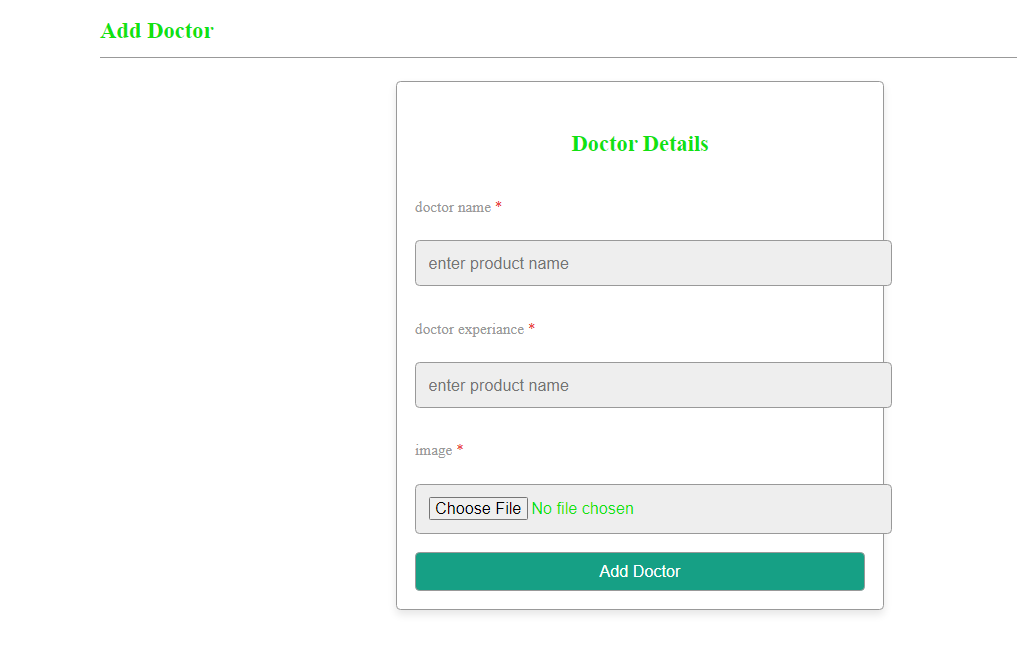 Add Doctor
Doctor Details
doctor name *
enter product name
doctor experiance *
enter product name
image *
Choose File No file chosen
Add Doctor